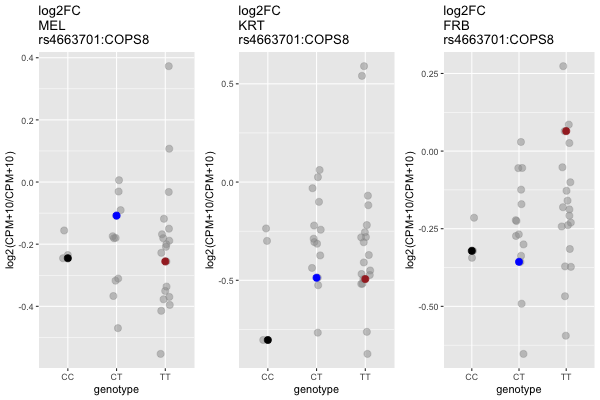 log2FC
MEL
rs4663701:COPS8
log2(CPM+10/CPM+10)
0.4
0.2
0.0
-0.2
-0.4
CC
CT
TT
genotype
log2FC
KRT
rs4663701:COPS8
log2(CPM+10/CPM+10)
0.5
0.0
-0.5
CC
CT
TT
genotype
log2FC
FRB
rs4663701:COPS8
log2(CPM+10/CPM+10)
0.25
0.00
-0.25
-0.50
CC
CT
TT
genotype